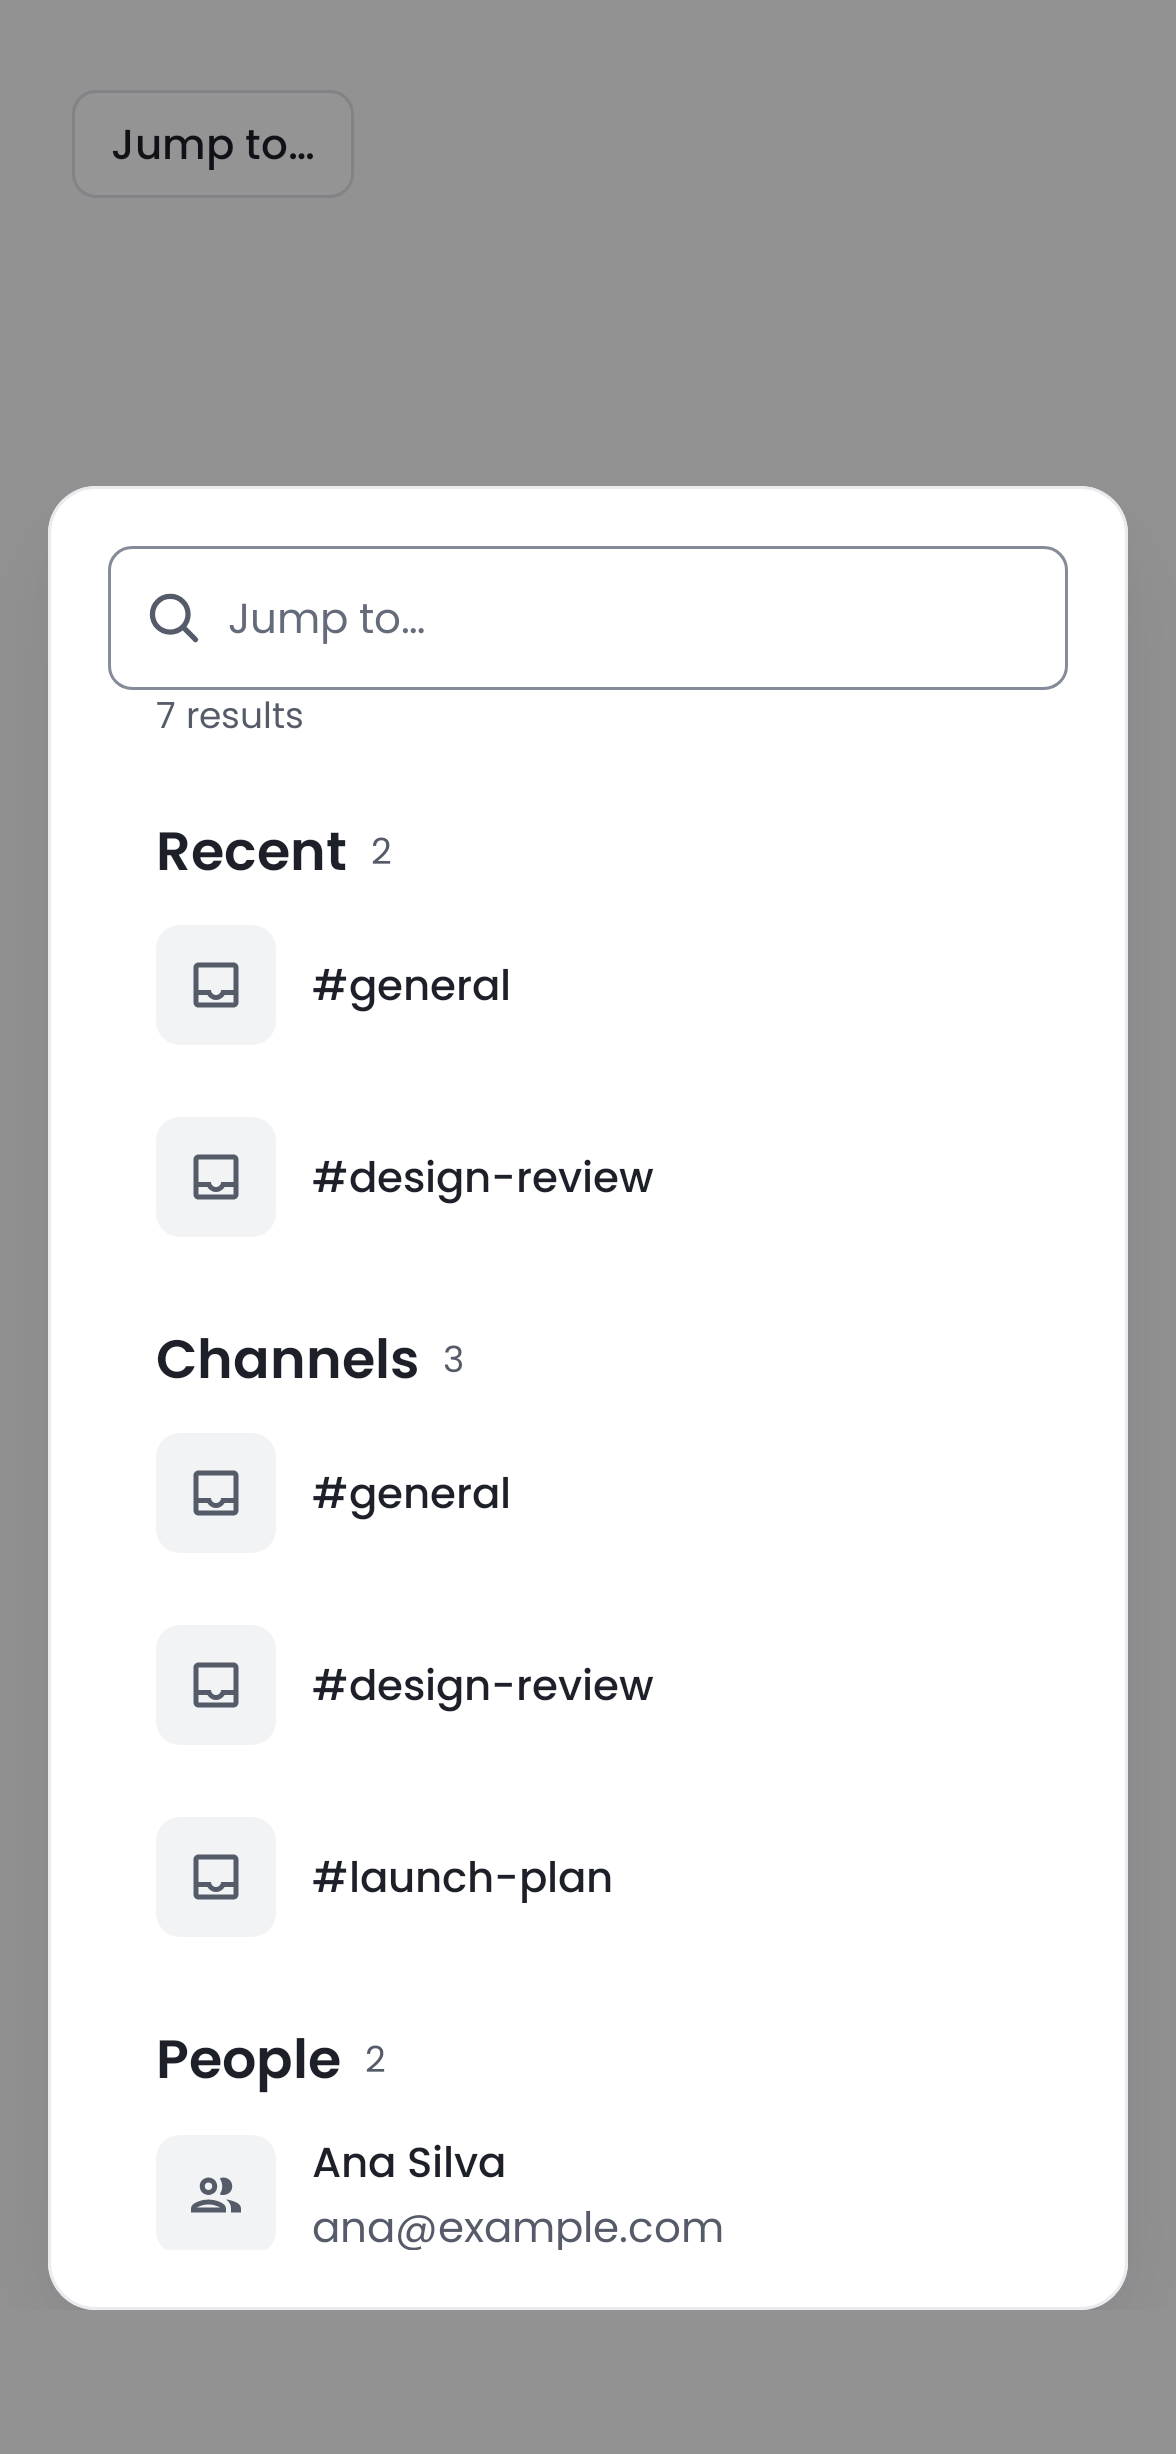 Jump to...
Jump to...
7 results
Recent 2
#general
#design-review
Channels 3
#general
#design-review
#launch-plan
People 2
Ana Silva
ana@example.com